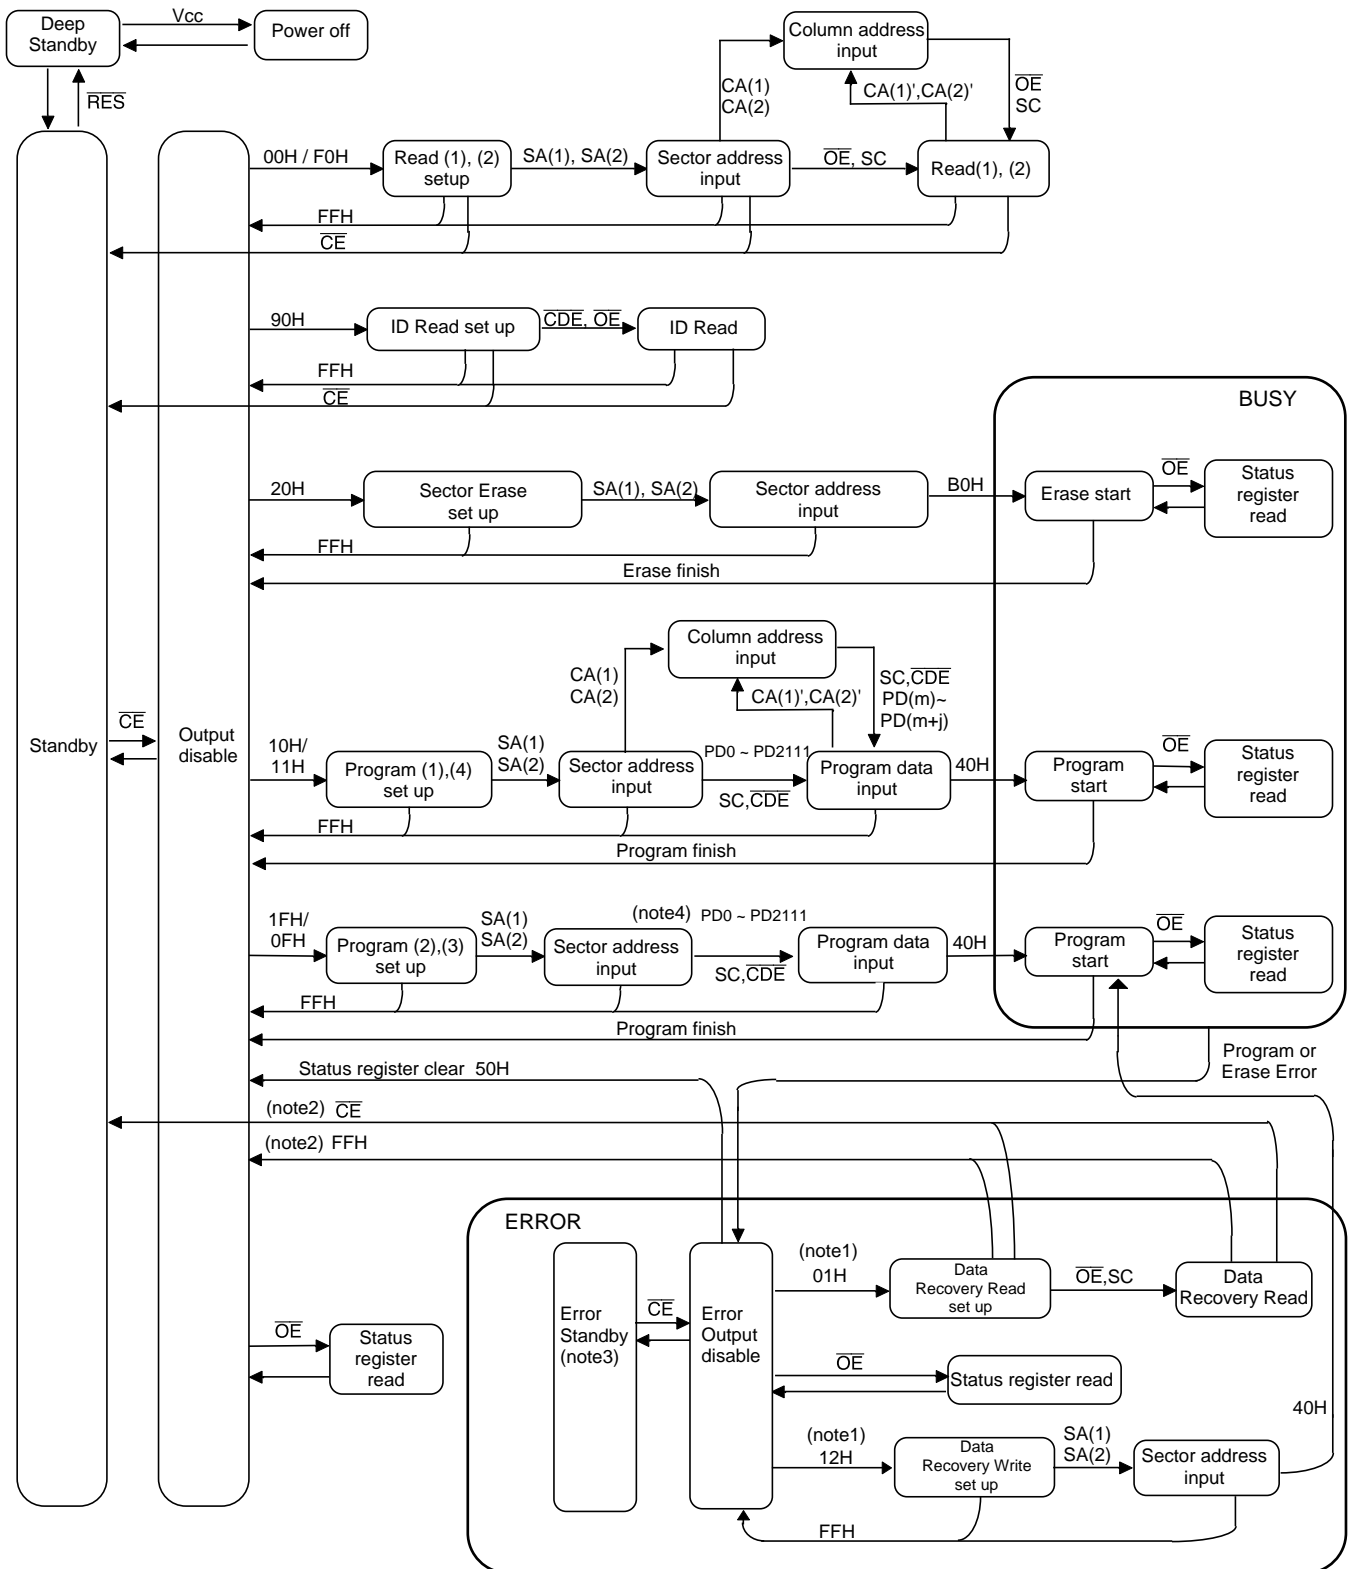 Deep
Standby
Vcc
Power off
RES
Column address
input
CA(1)
CA(2)
CA(1)',CA(2)'
OE
SC
00H / F0H
Read (1), (2)
setup
SA(1), SA(2)
Sector address
input
OE, SC
Read(1), (2)
FFH
CE
90H
ID Read set up
CDE, OE
ID Read
FFH
CE
BUSY
20H
Sector Erase
set up
SA(1), SA(2)
Sector address
input
B0H
Erase start
OE
Status
register
read
FFH
Erase finish
Column address
input
CA(1)
CA(2)
CA(1)',CA(2)'
SC,CDE
PD(m)~
PD(m+j)
Standby
CE
Output
disable
10H/
11H
Program (1),(4)
set up
SA(1)
SA(2)
Sector address
input
PD0 ~ PD2111
SC,CDE
Program data
input
40H
Program
start
OE
Status
register
read
FFH
Program finish
1FH/
0FH
Program (2),(3)
set up
SA(1)
SA(2)
Sector address
input
(note4) PD0 ~ PD2111
SC,CDE
Program data
input
40H
Program
start
OE
Status
register
read
FFH
Program finish
Program or
Erase Error
Status register clear 50H
(note2) CE
(note2) FFH
ERROR
Error
Standby
(note3)
CE
Error
Output
disable
(note1)
01H
Data
Recovery Read
set up
OE,SC
Data
Recovery Read
OE
Status
register
read
OE
Status register read
40H
(note1)
12H
Data
Recovery Write
set up
SA(1)
SA(2)
Sector address
input
FFH